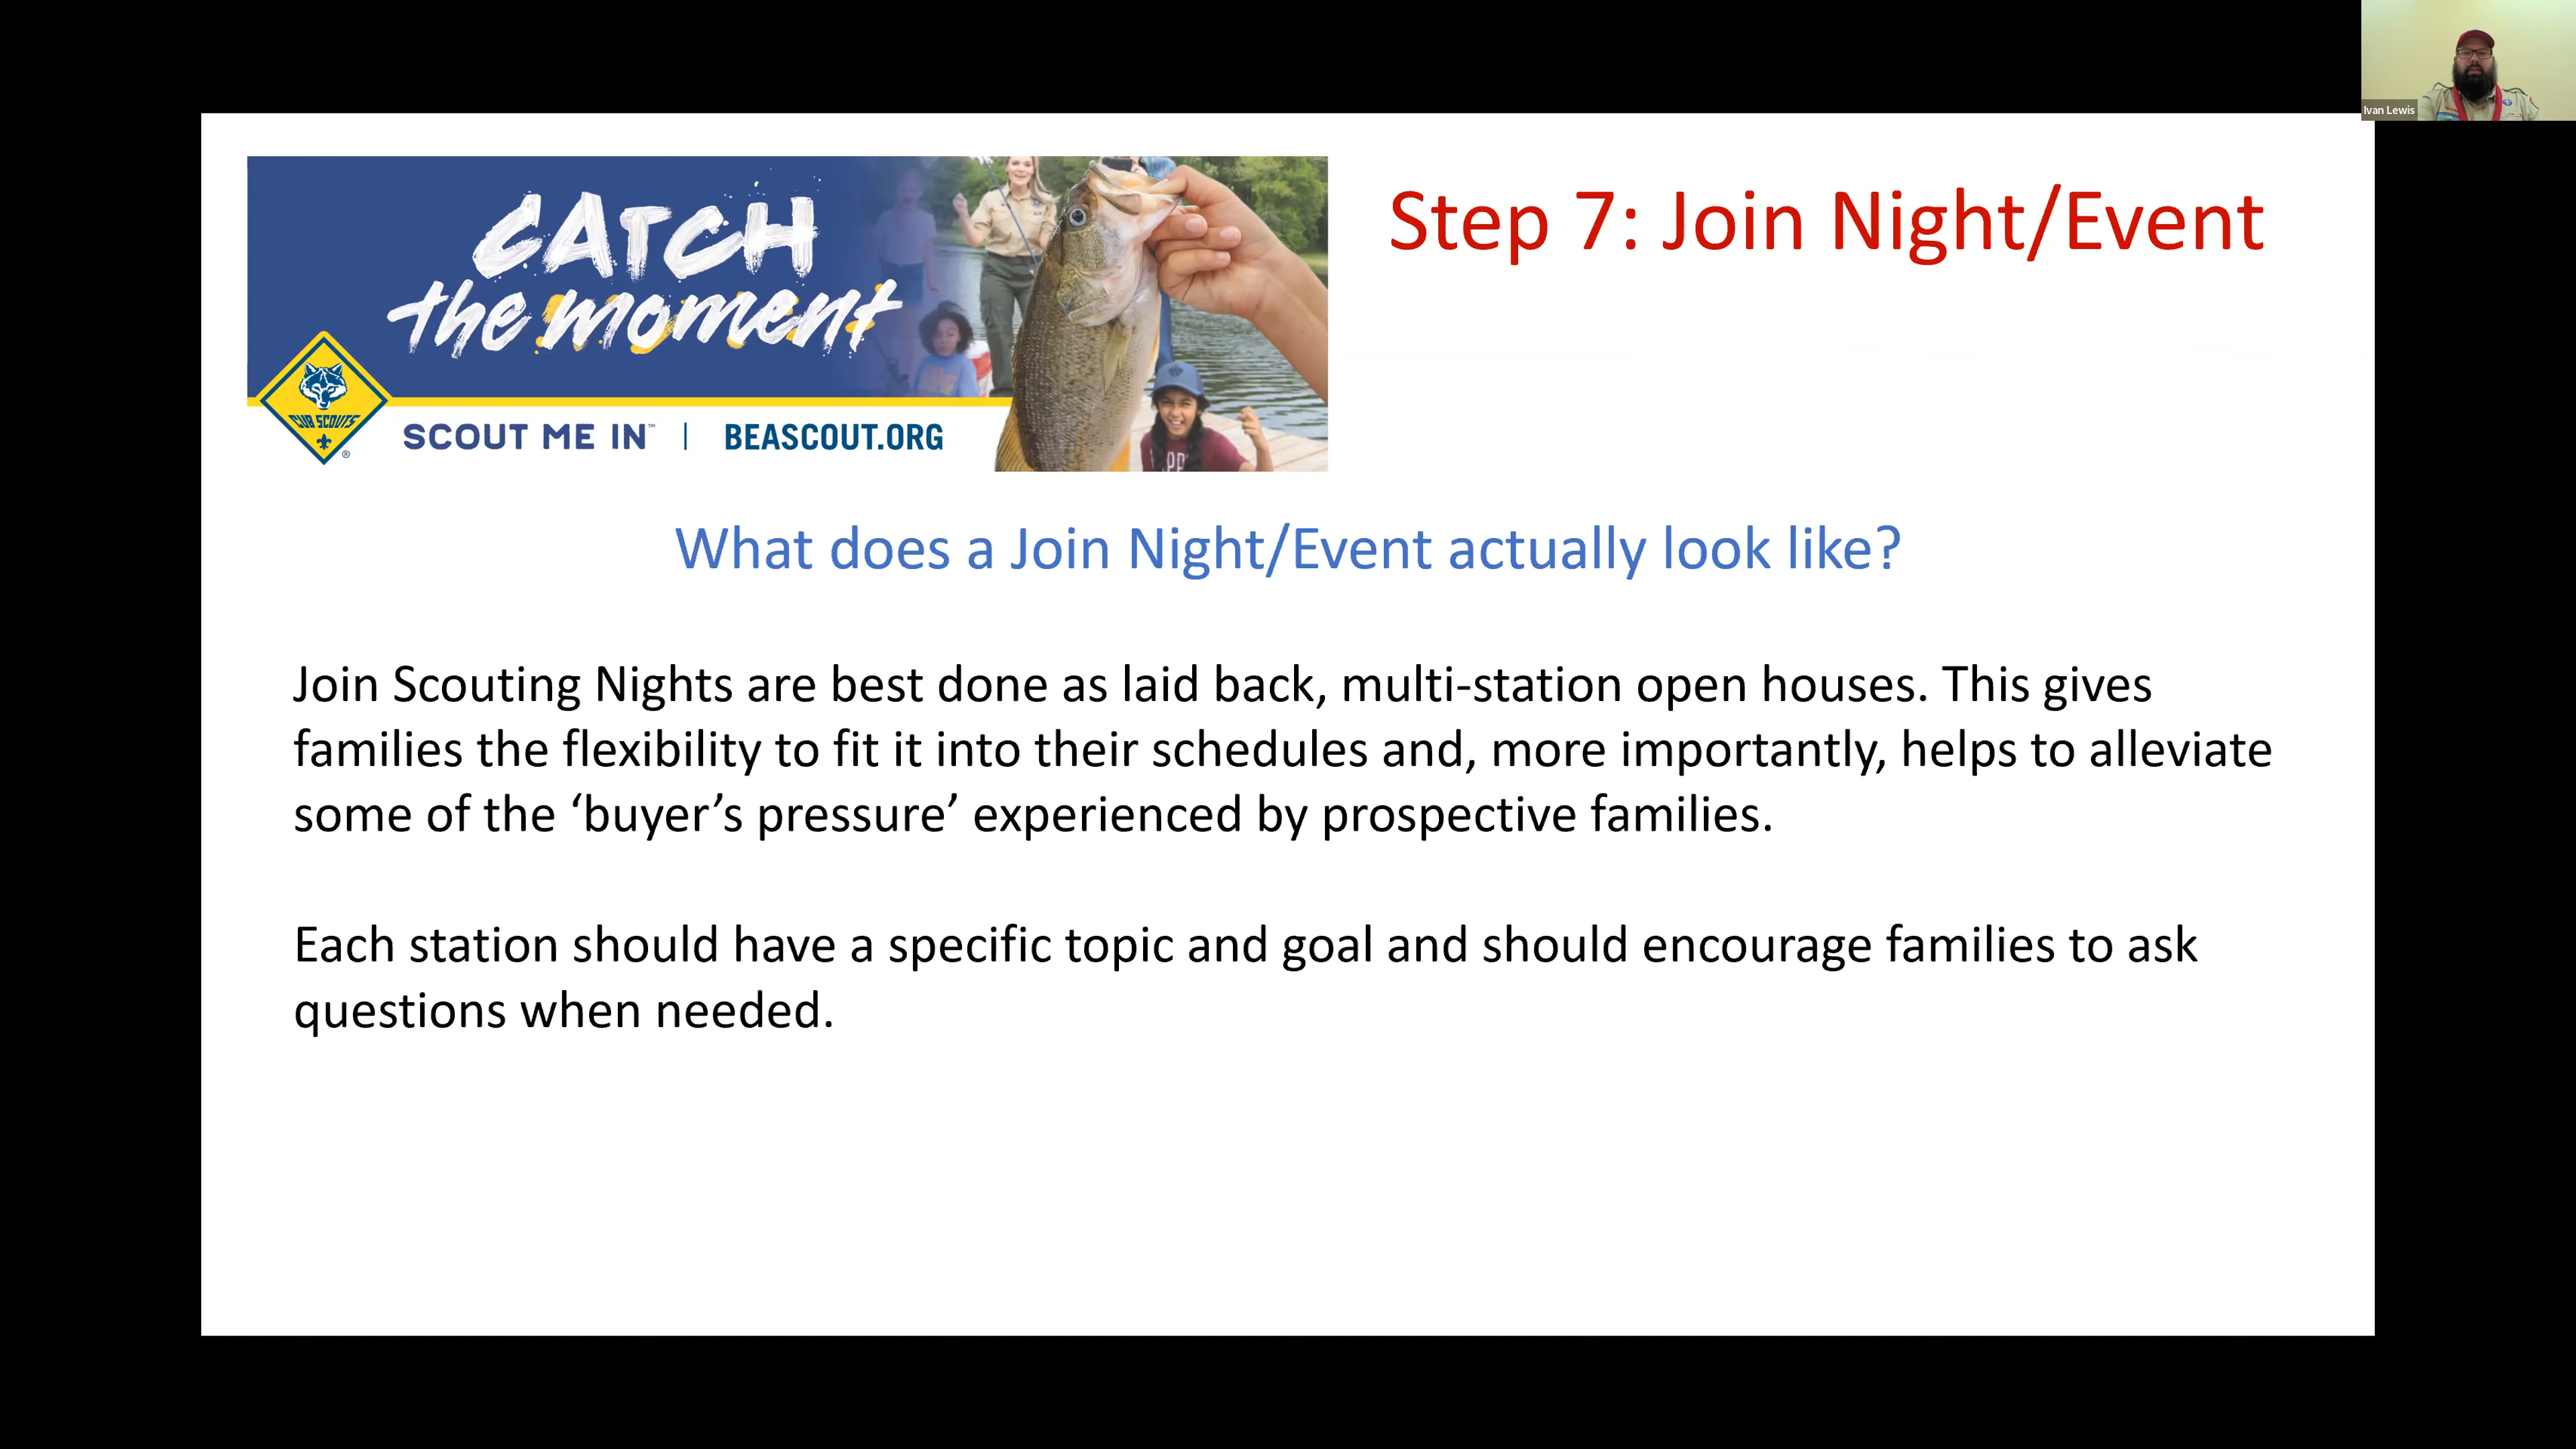 Ivan Lewis
CATCH
the moment
CUB SCOUTS
®
SCOUT ME IN™ | BEASCOUT.ORG
Step 7: Join Night/Event
What does a Join Night/Event actually look like?
Join Scouting Nights are best done as laid back, multi-station open houses. This gives
families the flexibility to fit it into their schedules and, more importantly, helps to alleviate
some of the ‘buyer’s pressure’ experienced by prospective families.
Each station should have a specific topic and goal and should encourage families to ask
questions when needed.